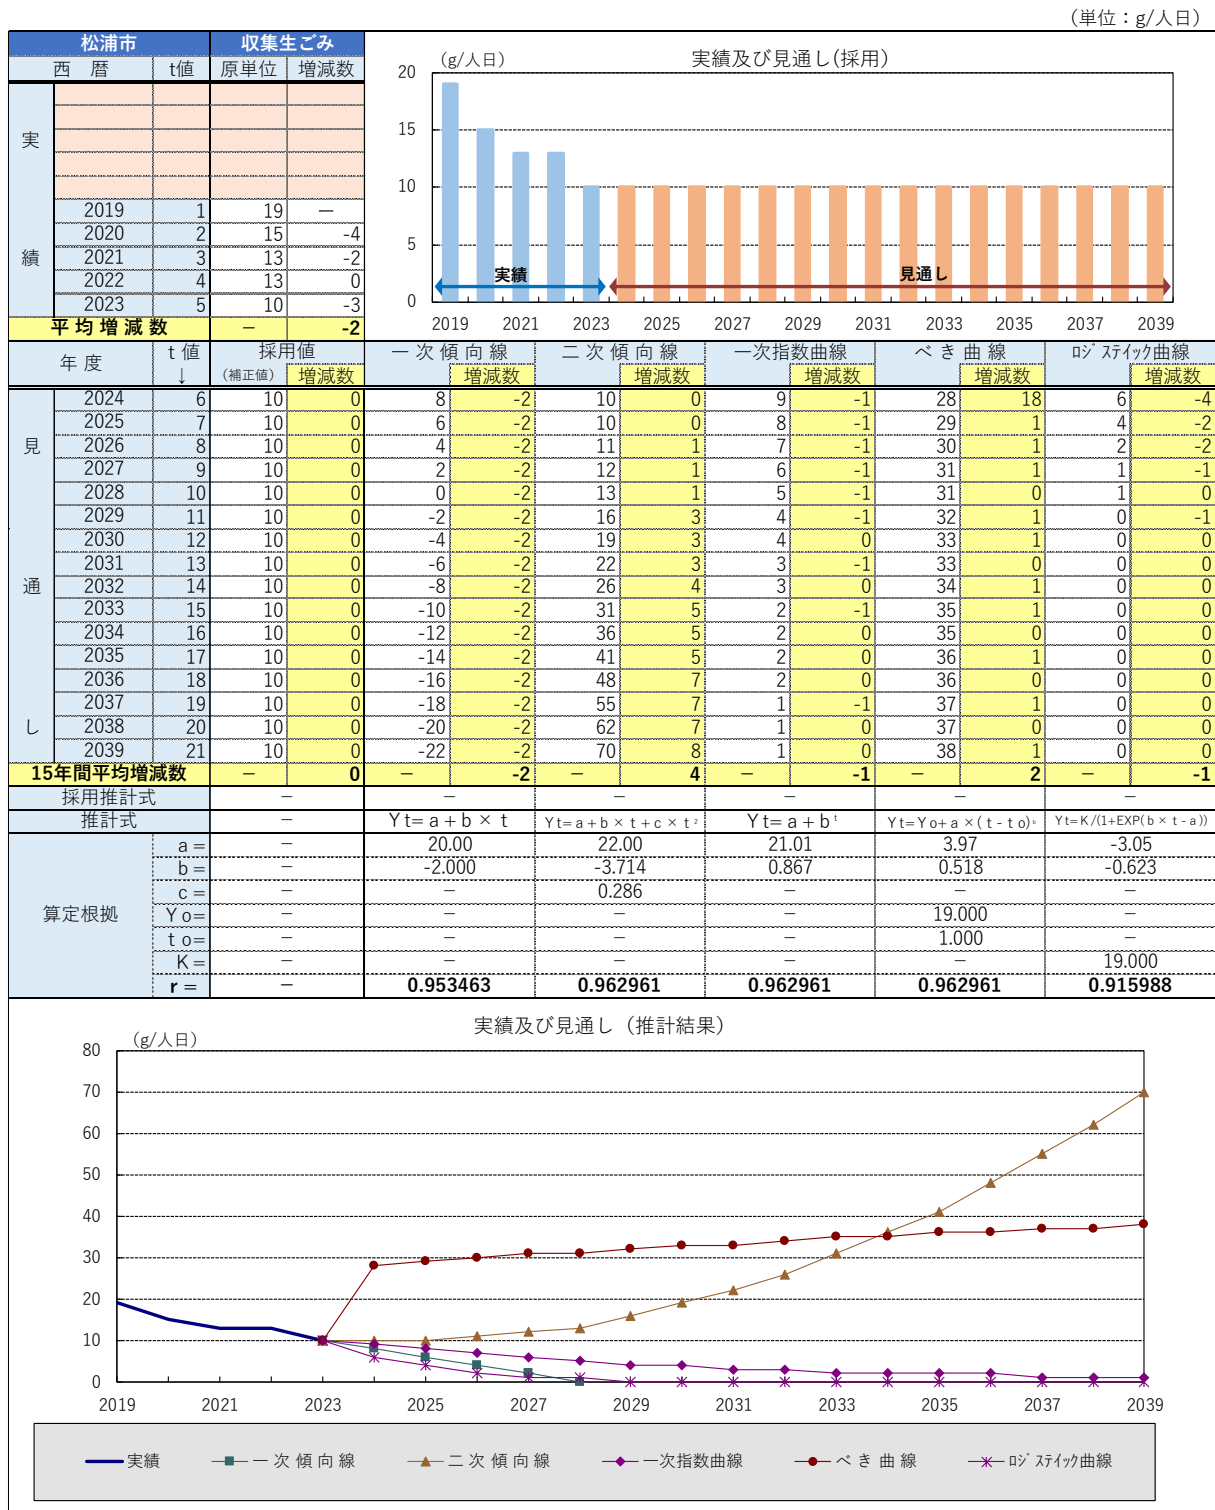 （単位：g/人日）
松浦市 収集生ごみ
西　暦 t値 原単位 増減数
実
績
2019 1 19 －
2020 2 15 -4
2021 3 13 -2
2022 4 13 0
2023 5 10 -3
平 均 増 減 数 － -2
（g/人日） 実績及び見通し(採用)
20
15
10
5
0
実績 見通し
2019 2021 2023 2025 2027 2029 2031 2033 2035 2037 2039
年 度 t 値 ↓ 採用値 （補正値） 増減数 一 次 傾 向 線 増減数 二 次 傾 向 線 増減数 一次指数曲線 増減数 べ き 曲 線 増減数 ﾛｼﾞｽﾃｲｯｸ曲線 増減数
見
通
し
2024 6 10 0 8 -2 10 0 9 -1 28 18 6 -4
2025 7 10 0 6 -2 10 0 8 -1 29 1 4 -2
2026 8 10 0 4 -2 11 1 7 -1 30 1 2 -2
2027 9 10 0 2 -2 12 1 6 -1 31 1 1 -1
2028 10 10 0 0 -2 13 1 5 -1 31 0 1 0
2029 11 10 0 -2 -2 16 3 4 -1 32 1 0 -1
2030 12 10 0 -4 -2 19 3 4 0 33 1 0 0
2031 13 10 0 -6 -2 22 3 3 -1 33 0 0 0
2032 14 10 0 -8 -2 26 4 3 0 34 1 0 0
2033 15 10 0 -10 -2 31 5 2 -1 35 1 0 0
2034 16 10 0 -12 -2 36 5 2 0 35 0 0 0
2035 17 10 0 -14 -2 41 5 2 0 36 1 0 0
2036 18 10 0 -16 -2 48 7 2 0 36 0 0 0
2037 19 10 0 -18 -2 55 7 1 -1 37 1 0 0
2038 20 10 0 -20 -2 62 7 1 0 37 0 0 0
2039 21 10 0 -22 -2 70 8 1 0 38 1 0 0
15年間平均増減数 － 0 － -2 － 4 － -1 － 2 － -1
採用推計式 － － － － － －
推計式 － Ｙt=ａ+ｂ × ｔ Ｙt=ａ+ｂ × ｔ+ｃ × ｔ² Ｙt=ａ+ｂᵗ Ｙt=Ｙo+ａ ×(ｔ-ｔo)ᵇ Ｙt=Ｋ/(1+EXP(ｂ × ｔ-ａ))
算定根拠
ａ= － 20.00 22.00 21.01 3.97 -3.05
ｂ= － -2.000 -3.714 0.867 0.518 -0.623
ｃ= － － 0.286 － － －
Ｙo= － － － － 19.000 －
ｔo= － － － － 1.000 －
Ｋ= － － － － － 19.000
ｒ= － 0.953463 0.962961 0.962961 0.962961 0.915988
実績及び見通し（推計結果）
（g/人日）
80
70
60
50
40
30
20
10
0
2019 2021 2023 2025 2027 2029 2031 2033 2035 2037 2039
実績 一 次 傾 向 線 二 次 傾 向 線 一次指数曲線 べ き 曲 線 ﾛｼﾞｽﾃｲｯｸ曲線